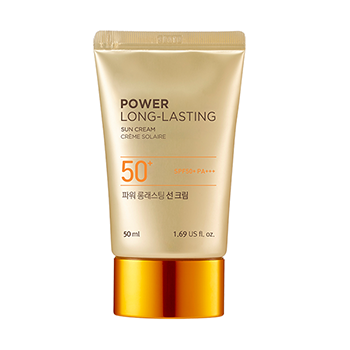 POWER
LONG-LASTING
SUN CREAM
CRÈME SOLAIRE
50+
PA+++
파워 롱래스팅 선 크림
50 ml
1.69 US fl. oz.